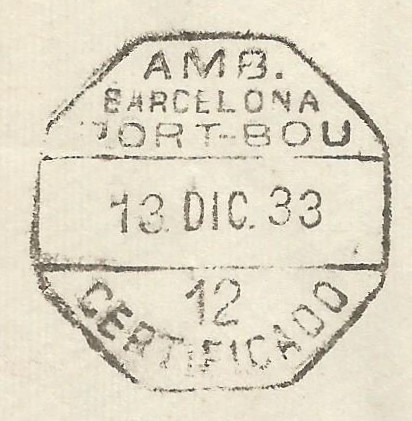 AMB.
BARCELONA
PORT-BOU
13. DIC. 33
12
CERTIFICADO